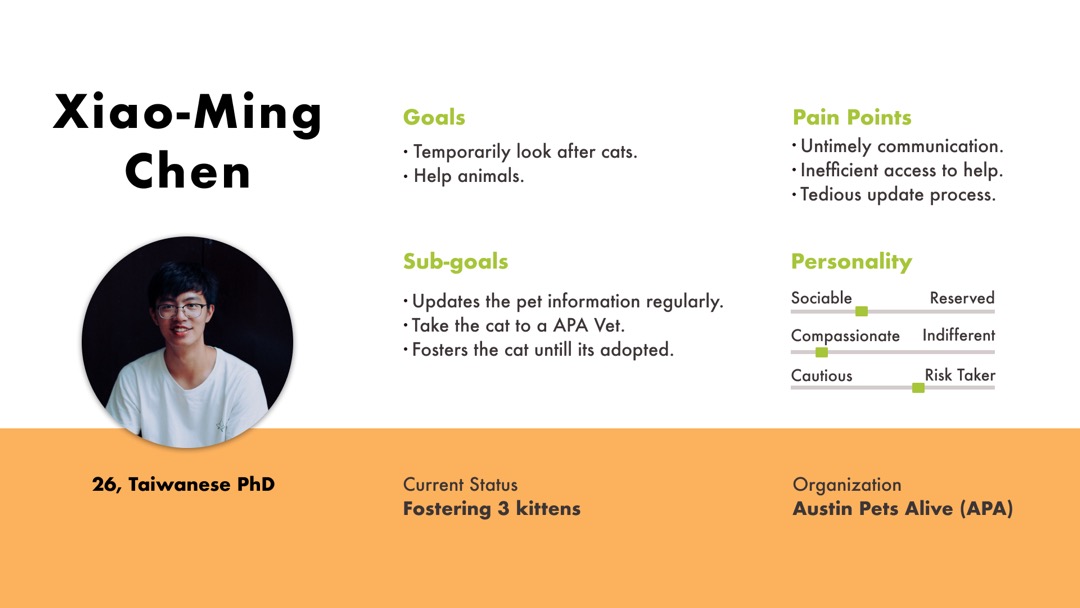 Xiao-Ming
Chen
26, Taiwanese PhD
Goals
· Temporarily look after cats.
· Help animals.
Sub-goals
· Updates the pet information regularly.
· Take the cat to a APA Vet.
· Fosters the cat untill its adopted.
Pain Points
· Untimely communication.
· Inefficient access to help.
· Tedious update process.
Personality
Sociable Reserved
Compassionate Indifferent
Cautious Risk Taker
Current Status
Fostering 3 kittens
Organization
Austin Pets Alive (APA)